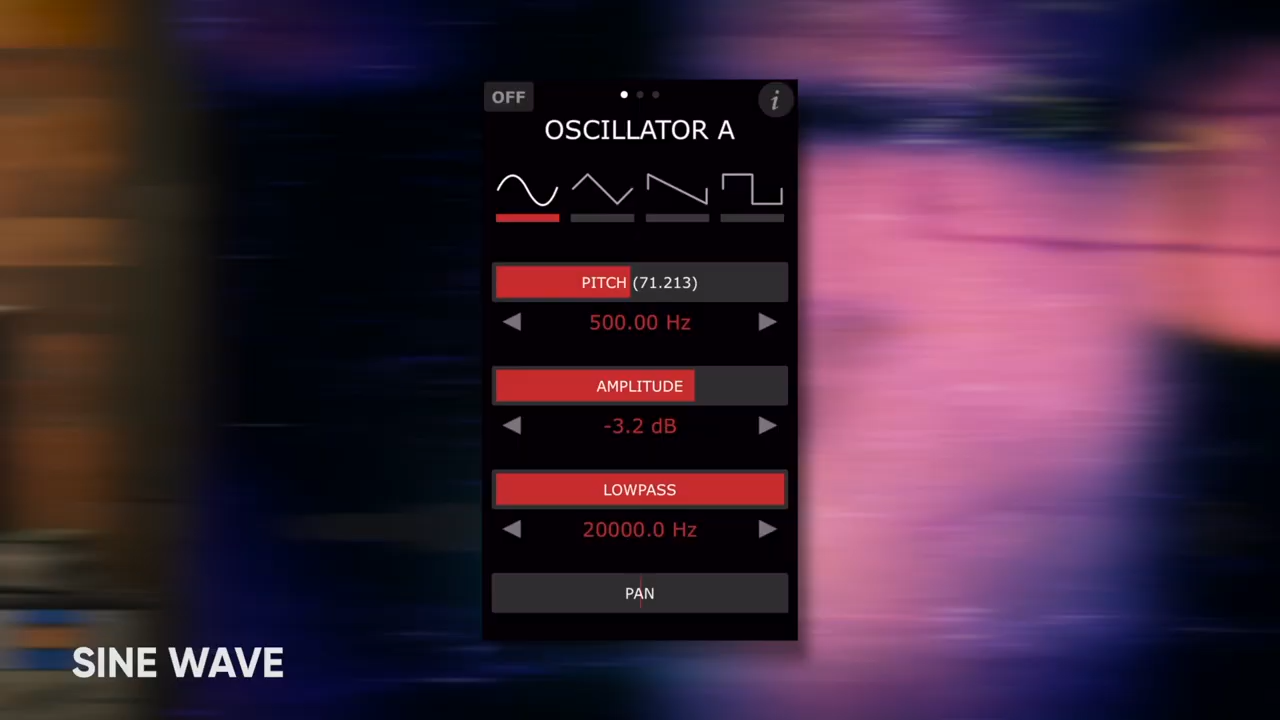 OFF
i
OSCILLATOR A
PITCH (71.213)
500.00 Hz
AMPLITUDE
-3.2 dB
LOWPASS
20000.0 Hz
PAN
SINE WAVE